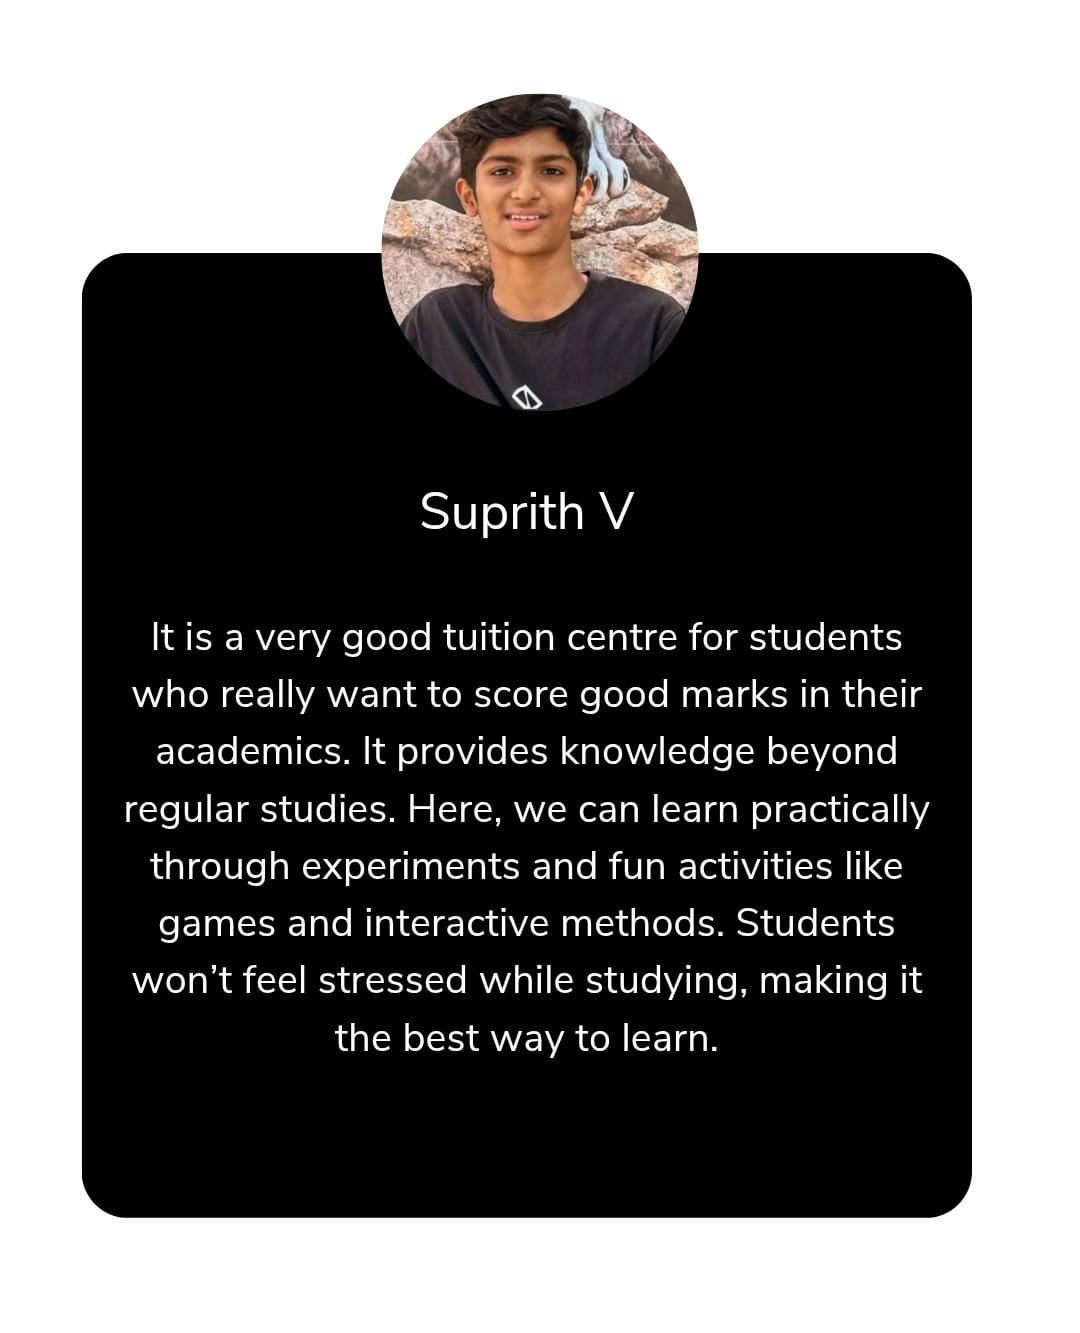 Suprith V
It is a very good tuition centre for students
who really want to score good marks in their
academics. It provides knowledge beyond
regular studies. Here, we can learn practically
through experiments and fun activities like
games and interactive methods. Students
won’t feel stressed while studying, making it
the best way to learn.